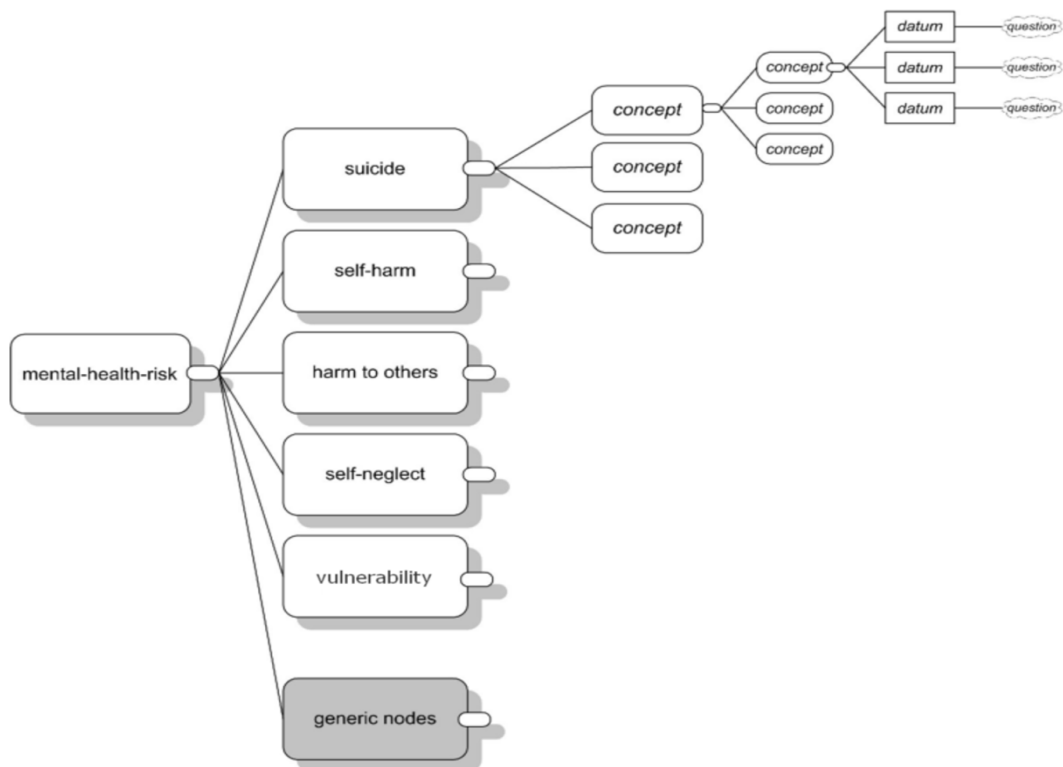 datum
question
concept
datum
question
concept
concept
datum
question
suicide
concept
concept
concept
self-harm
mental-health-risk
harm to others
self-neglect
vulnerability
generic nodes